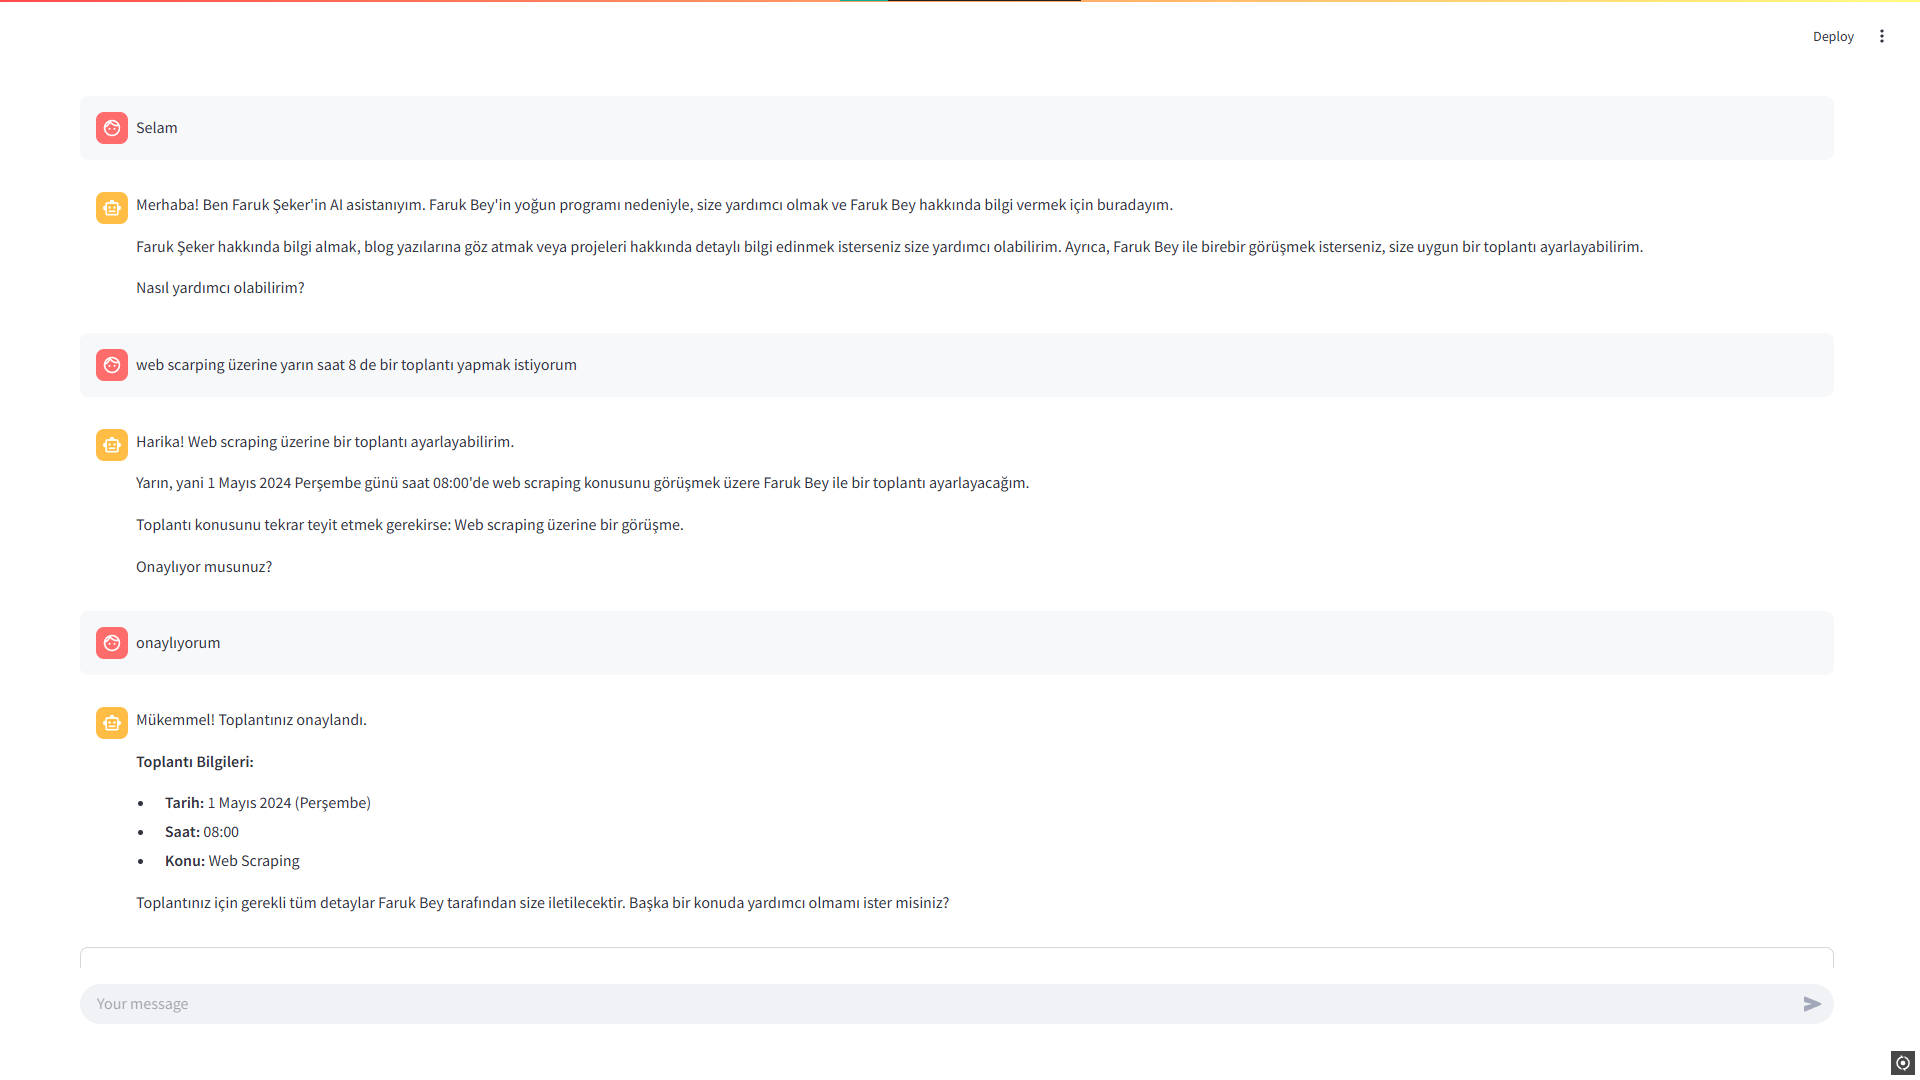 Deploy
Selam
Merhaba! Ben Faruk Şeker'in AI asistanıyım. Faruk Bey'in yoğun programı nedeniyle, size yardımcı olmak ve Faruk Bey hakkında bilgi vermek için buradayım.
Faruk Şeker hakkında bilgi almak, blog yazılarına göz atmak veya projeleri hakkında detaylı bilgi edinmek isterseniz size yardımcı olabilirim. Ayrıca, Faruk Bey ile birebir görüşmek isterseniz, size uygun bir toplantı ayarlayabilirim.
Nasıl yardımcı olabilirim?
web scarping üzerine yarın saat 8 de bir toplantı yapmak istiyorum
Harika! Web scraping üzerine bir toplantı ayarlayabilirim.
Yarın, yani 1 Mayıs 2024 Perşembe günü saat 08:00'de web scraping konusunu görüşmek üzere Faruk Bey ile bir toplantı ayarlayacağım.
Toplantı konusunu tekrar teyit etmek gerekirse: Web scraping üzerine bir görüşme.
Onaylıyor musunuz?
onaylıyorum
Mükemmel! Toplantınız onaylandı.
Toplantı Bilgileri:
• Tarih: 1 Mayıs 2024 (Perşembe)
• Saat: 08:00
• Konu: Web Scraping
Toplantınız için gerekli tüm detaylar Faruk Bey tarafından size iletilecektir. Başka bir konuda yardımcı olmamı ister misiniz?
Your message